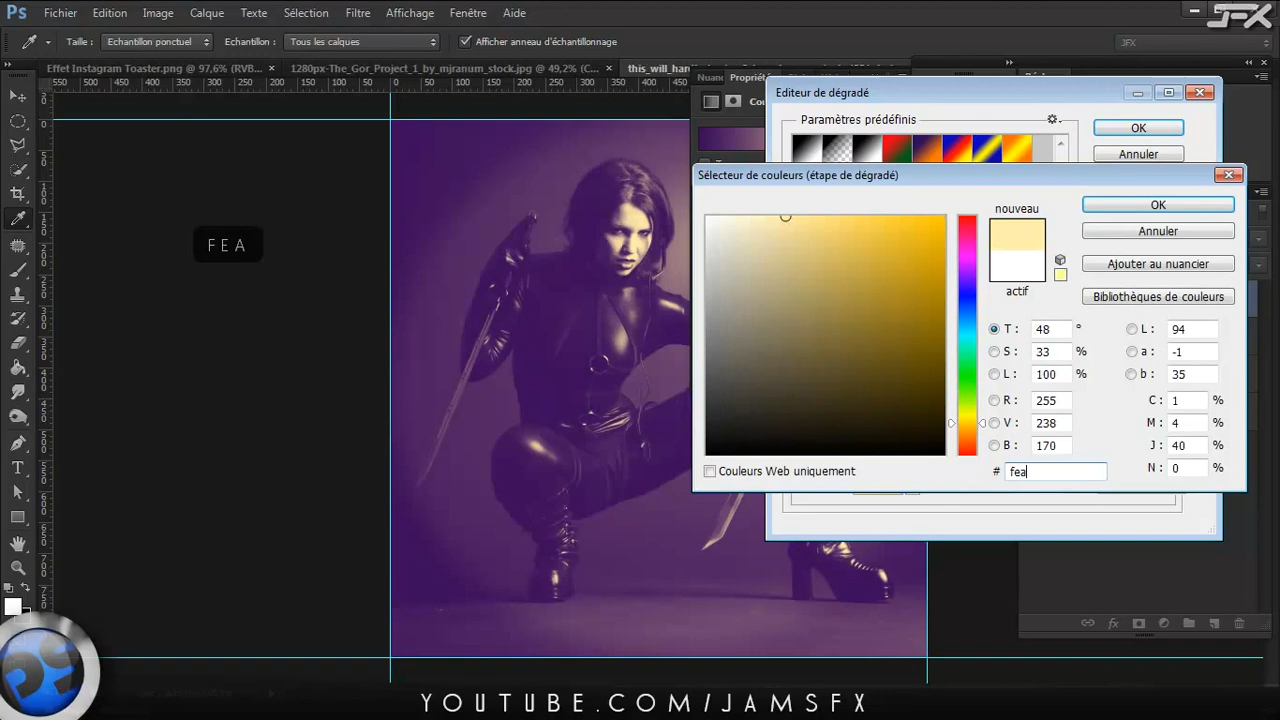 Ps Fichier Edition Image Calque Texte Sélection Filtre Affichage Fenêtre Aide
JFX
Taille : Echantillon ponctuel Echantillon : Tous les calques Afficher anneau d'échantillonnage JFX
Effet Instagram Toaster.png @ 97,6% (RVB... × 1280px-The_Gor_Project_1_by_mjranum_stock.jpg @ 49,2% (C... ×
Nuanc Propriété
Editeur de dégradé
Paramètres prédéfinis
OK
Annuler
Sélecteur de couleurs (étape de dégradé)
nouveau
actif
OK
Annuler
Ajouter au nuancier
Bibliothèques de couleurs
T : 48 ° L : 94
S : 33 % a : -1
L : 100 % b : 35
R : 255 C : 1 %
V : 238 M : 4 %
B : 170 J : 40 %
# fea N : 0 %
Couleurs Web uniquement
FEA
YOUTUBE.COM/JAMSFX